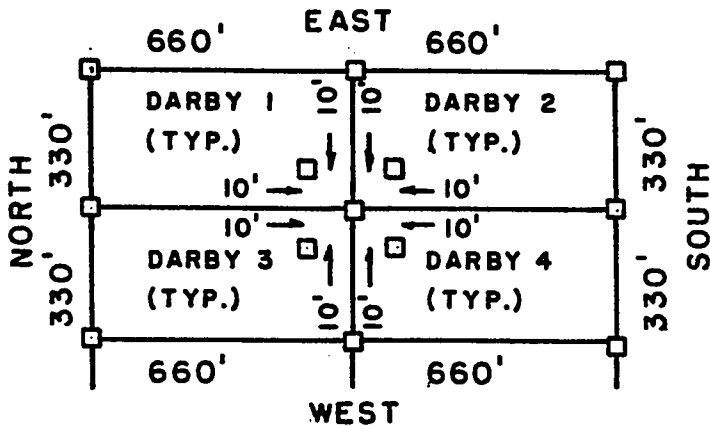 EAST
660' 660'
10' 10'
DARBY 1 DARBY 2
(TYP.) (TYP.)
330' 330'
NORTH SOUTH
10' 10'
10' 10'
DARBY 3 DARBY 4
(TYP.) (TYP.)
330' 330'
10' 10'
660' 660'
WEST